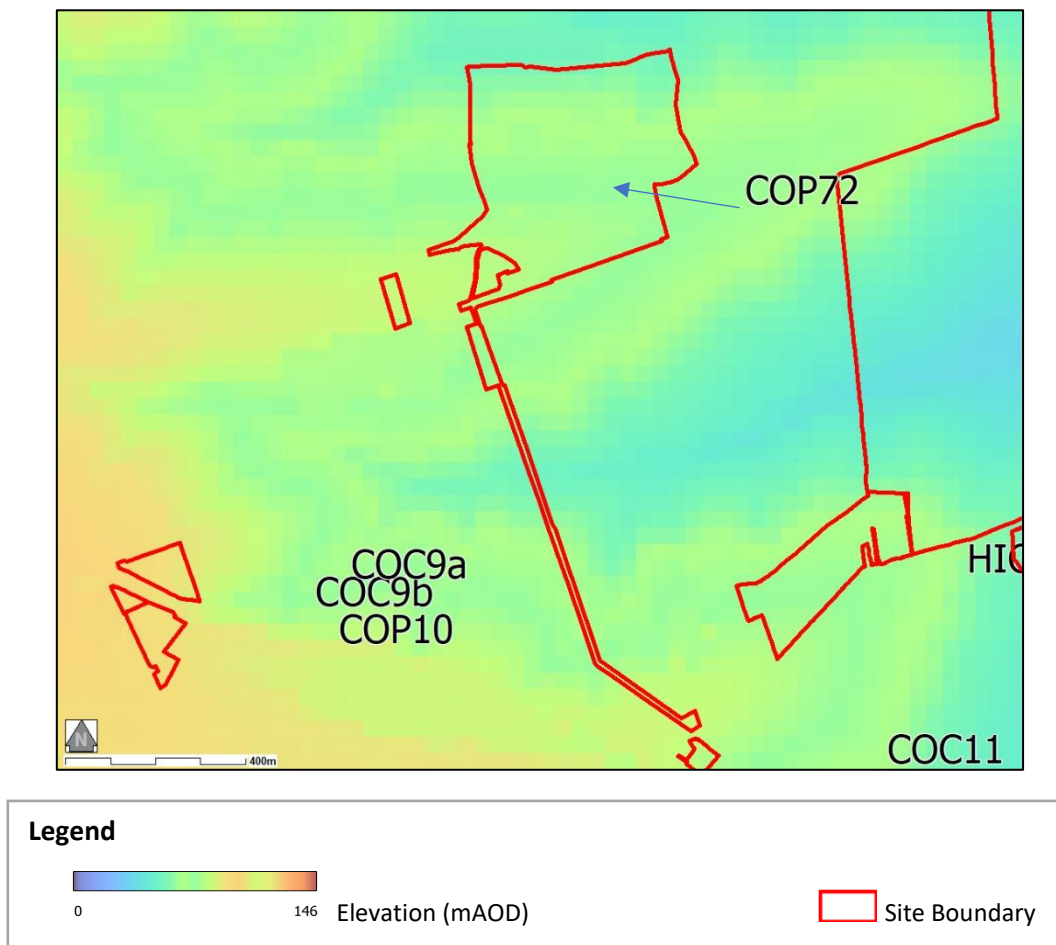 COP72
COC9a
COC9b
COP10
HIC
COC11
N
400m
Legend
0
146
Elevation (mAOD)
Site Boundary